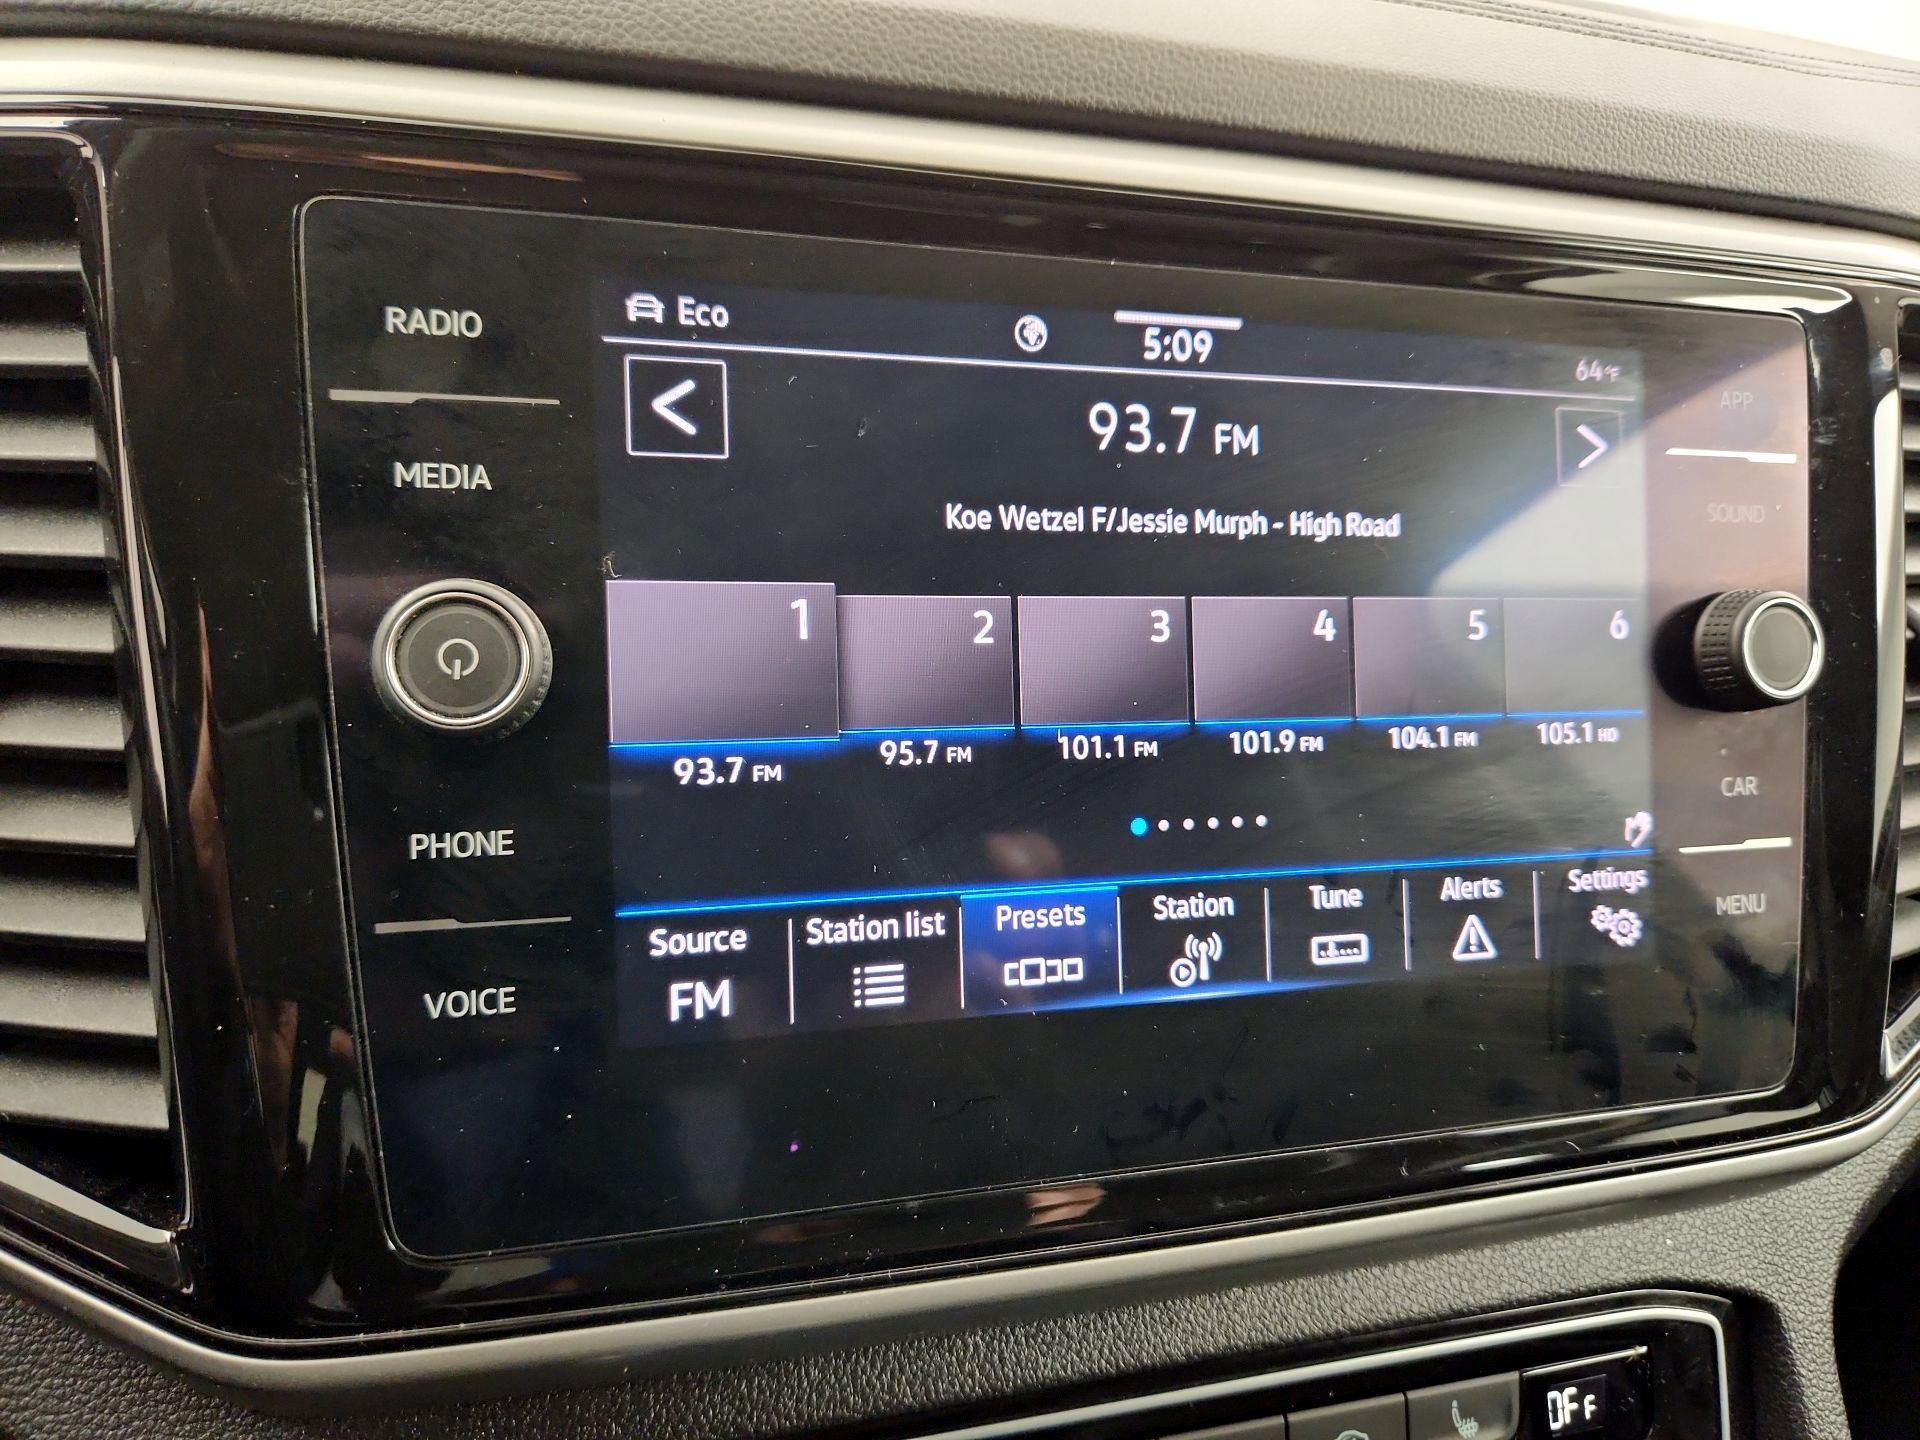 RADIO
MEDIA
PHONE
VOICE
Eco
5:09
64°F
93.7 FM
Koe Wetzel F/Jessie Murph - High Road
1 2 3 4 5 6
93.7 FM 95.7 FM 101.1 FM 101.9 FM 104.1 FM 105.1 HD
Source Station list Presets Station Tune Alerts Settings
FM
APP
SOUND
CAR
MENU
OFF